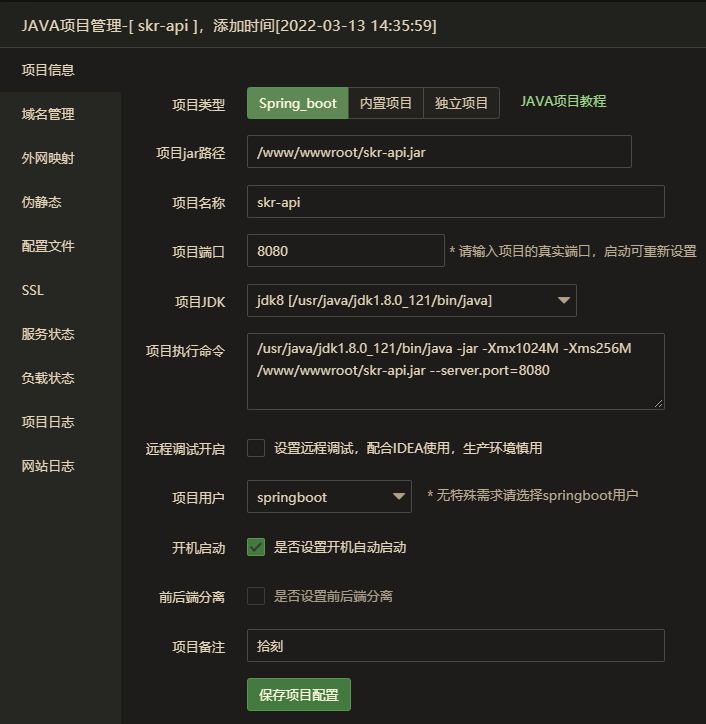 JAVA项目管理-[ skr-api ]，添加时间[2022-03-13 14:35:59]
项目信息
域名管理
外网映射
伪静态
配置文件
SSL
服务状态
负载状态
项目日志
网站日志
项目类型 Spring_boot 内置项目 独立项目 JAVA项目教程
项目jar路径 /www/wwwroot/skr-api.jar
项目名称 skr-api
项目端口 8080 * 请输入项目的真实端口，启动可重新设置
项目JDK jdk8 [/usr/java/jdk1.8.0_121/bin/java]
项目执行命令 /usr/java/jdk1.8.0_121/bin/java -jar -Xmx1024M -Xms256M
/www/wwwroot/skr-api.jar --server.port=8080
远程调试开启 设置远程调试，配合IDEA使用，生产环境慎用
项目用户 springboot * 无特殊需求请选择springboot用户
开机启动 是否设置开机自动启动
前后端分离 是否设置前后端分离
项目备注 拾刻
保存项目配置